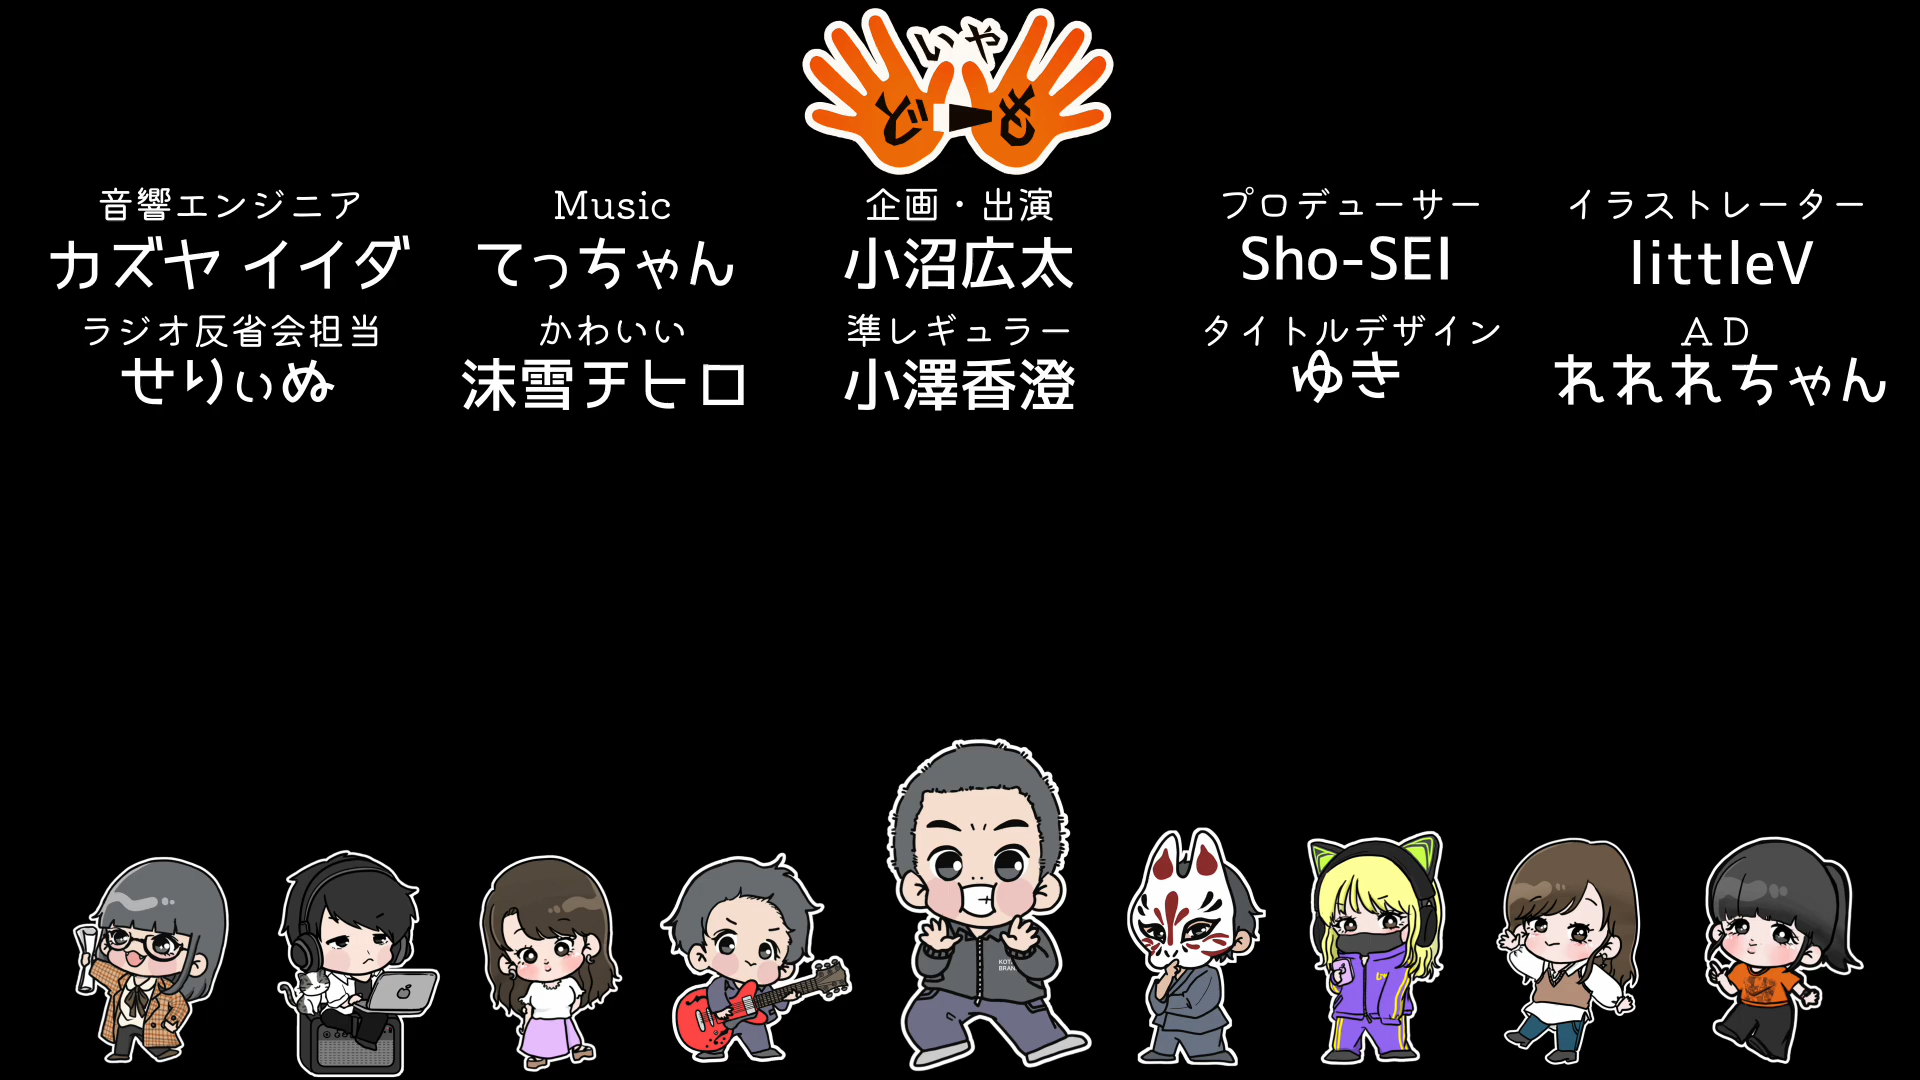 いや
どーも
音響エンジニア
カズヤ イイダ
Music
てっちゃん
企画・出演
小沼広太
プロデューサー
Sho-SEI
イラストレーター
littleV
ラジオ反省会担当
せりぃぬ
かわいい
沫雪チヒロ
準レギュラー
小澤香澄
タイトルデザイン
ゆき
AD
れれれちゃん